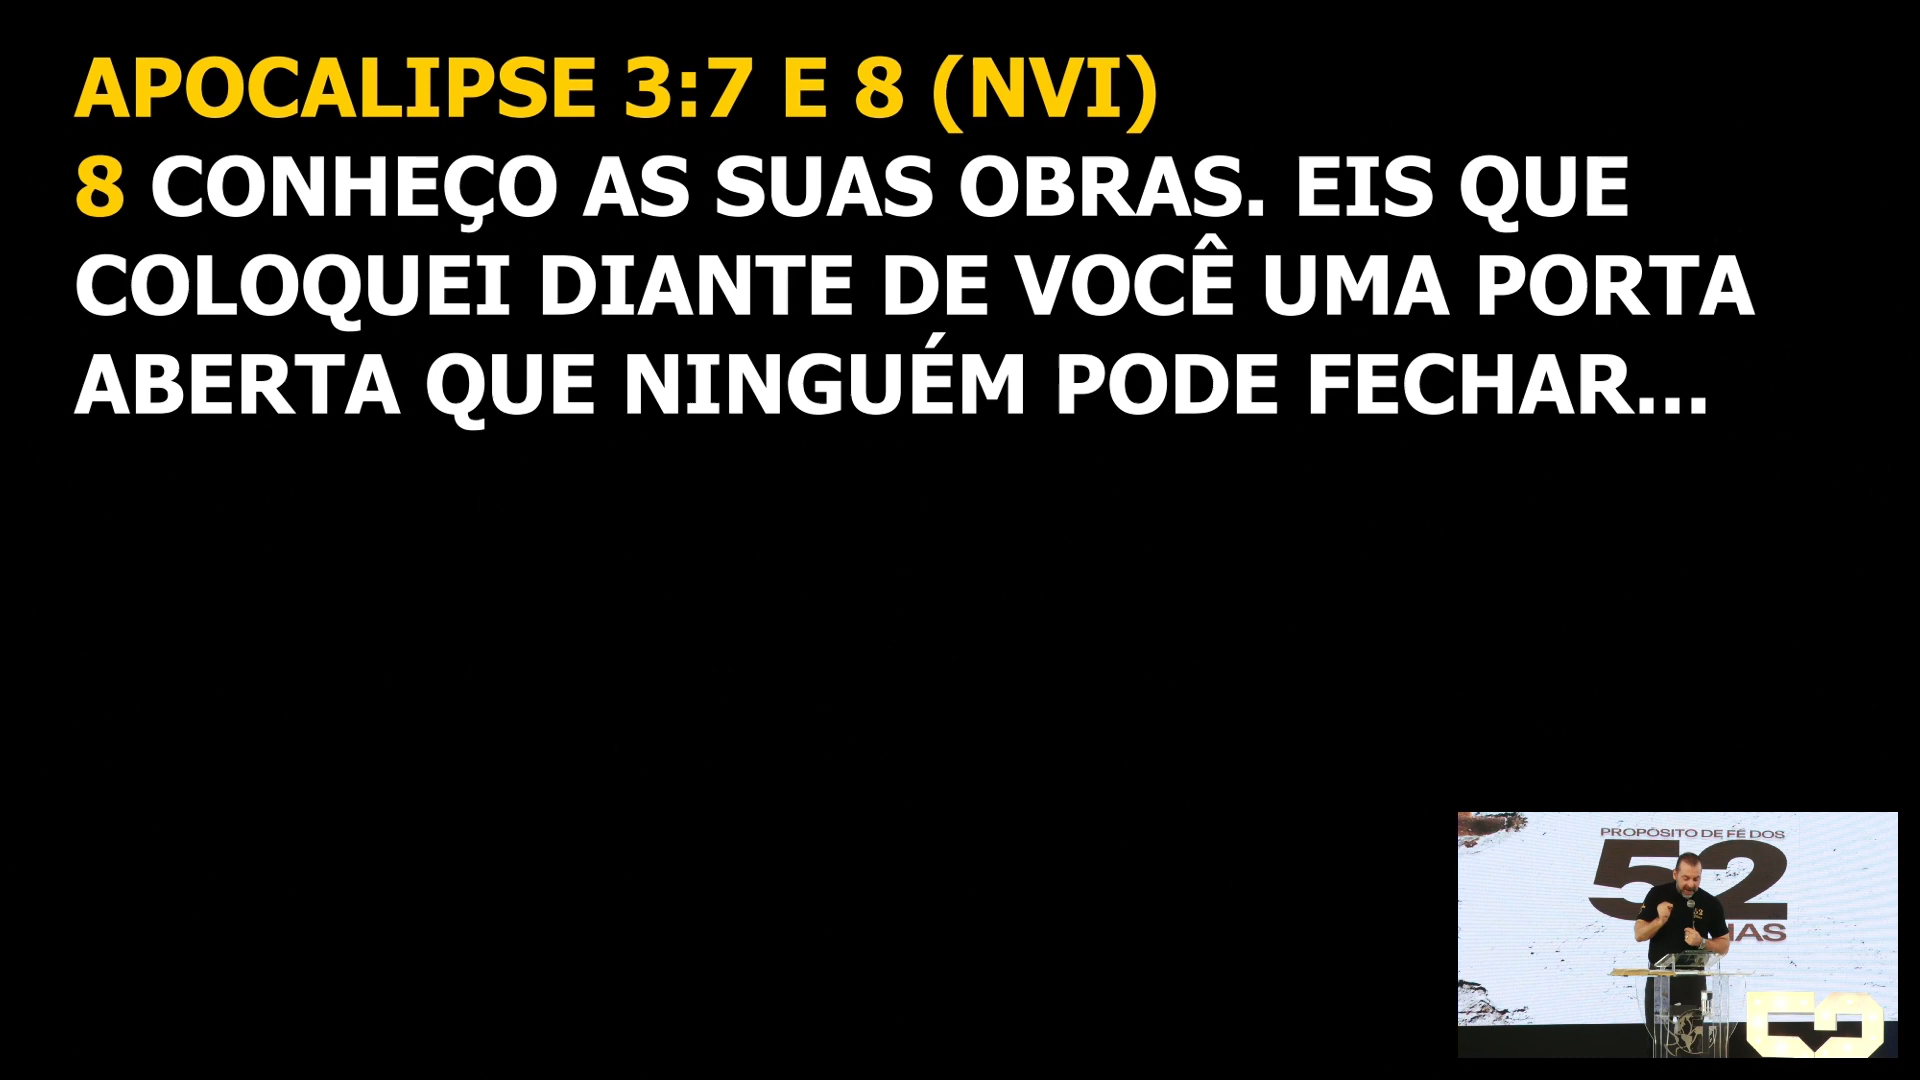 APOCALIPSE 3:7 E 8 (NVI)
8 CONHEÇO AS SUAS OBRAS. EIS QUE
COLOQUEI DIANTE DE VOCÊ UMA PORTA
ABERTA QUE NINGUÉM PODE FECHAR...
PROPÓSITO DE FÉ DOS
52